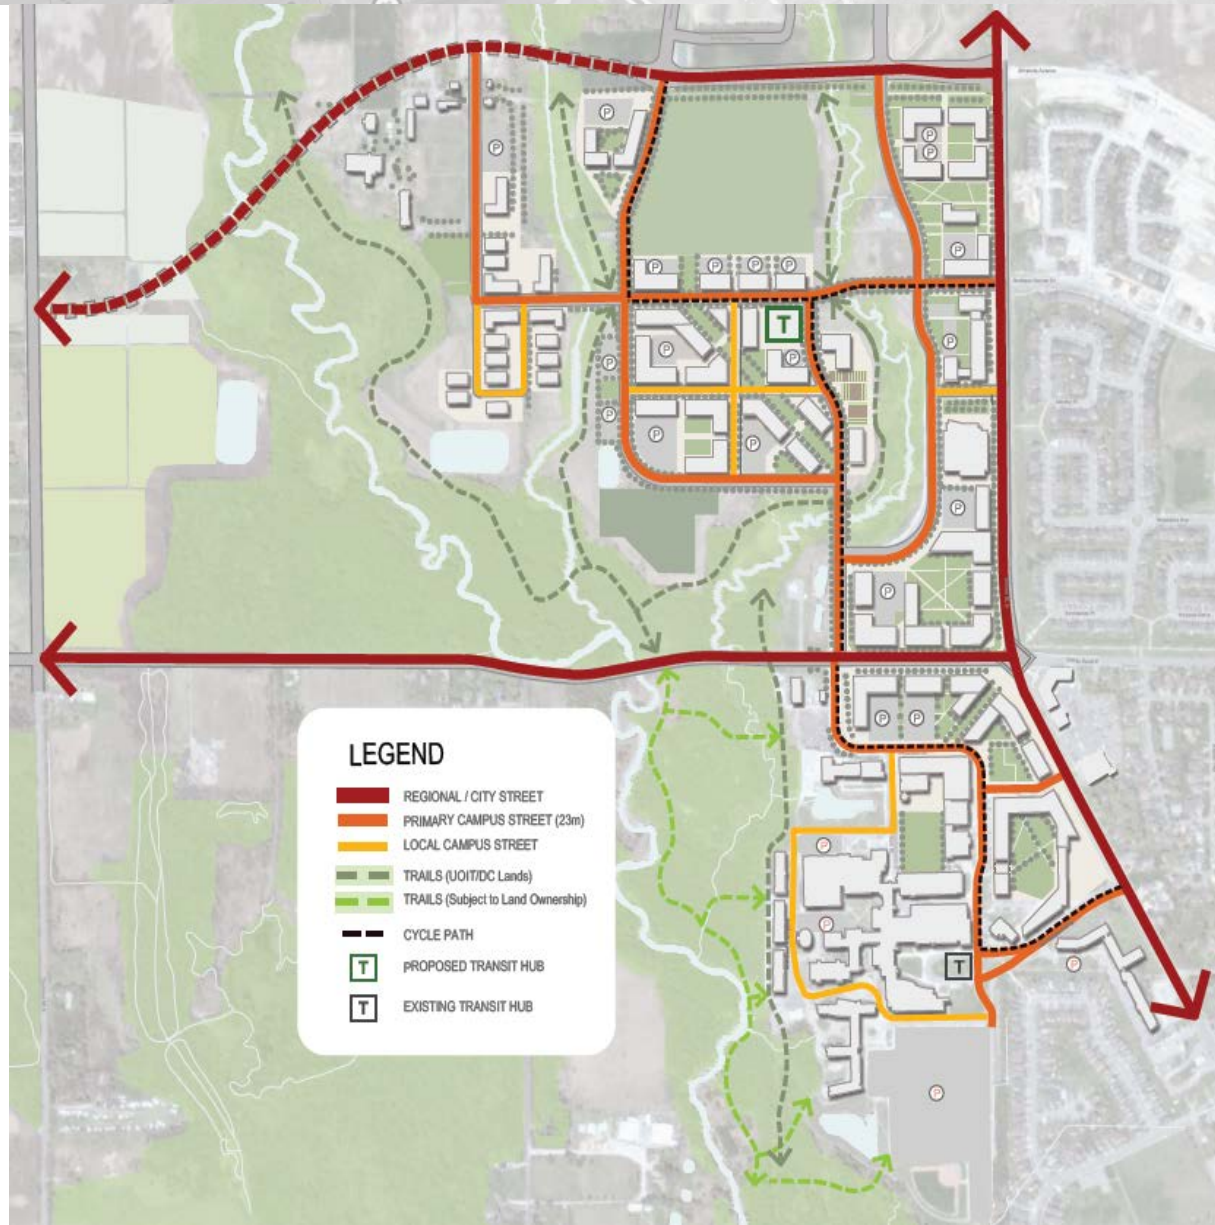 P
P
P
P
P
P
P
P
P
P
T
P
P
P
P
P
P
P
P
P
P
P
LEGEND
REGIONAL / CITY STREET
PRIMARY CAMPUS STREET (23m)
LOCAL CAMPUS STREET
TRAILS (UOIT/DC Lands)
TRAILS (Subject to Land Ownership)
CYCLE PATH
T PROPOSED TRANSIT HUB
T EXISTING TRANSIT HUB
P
P
T
P
P